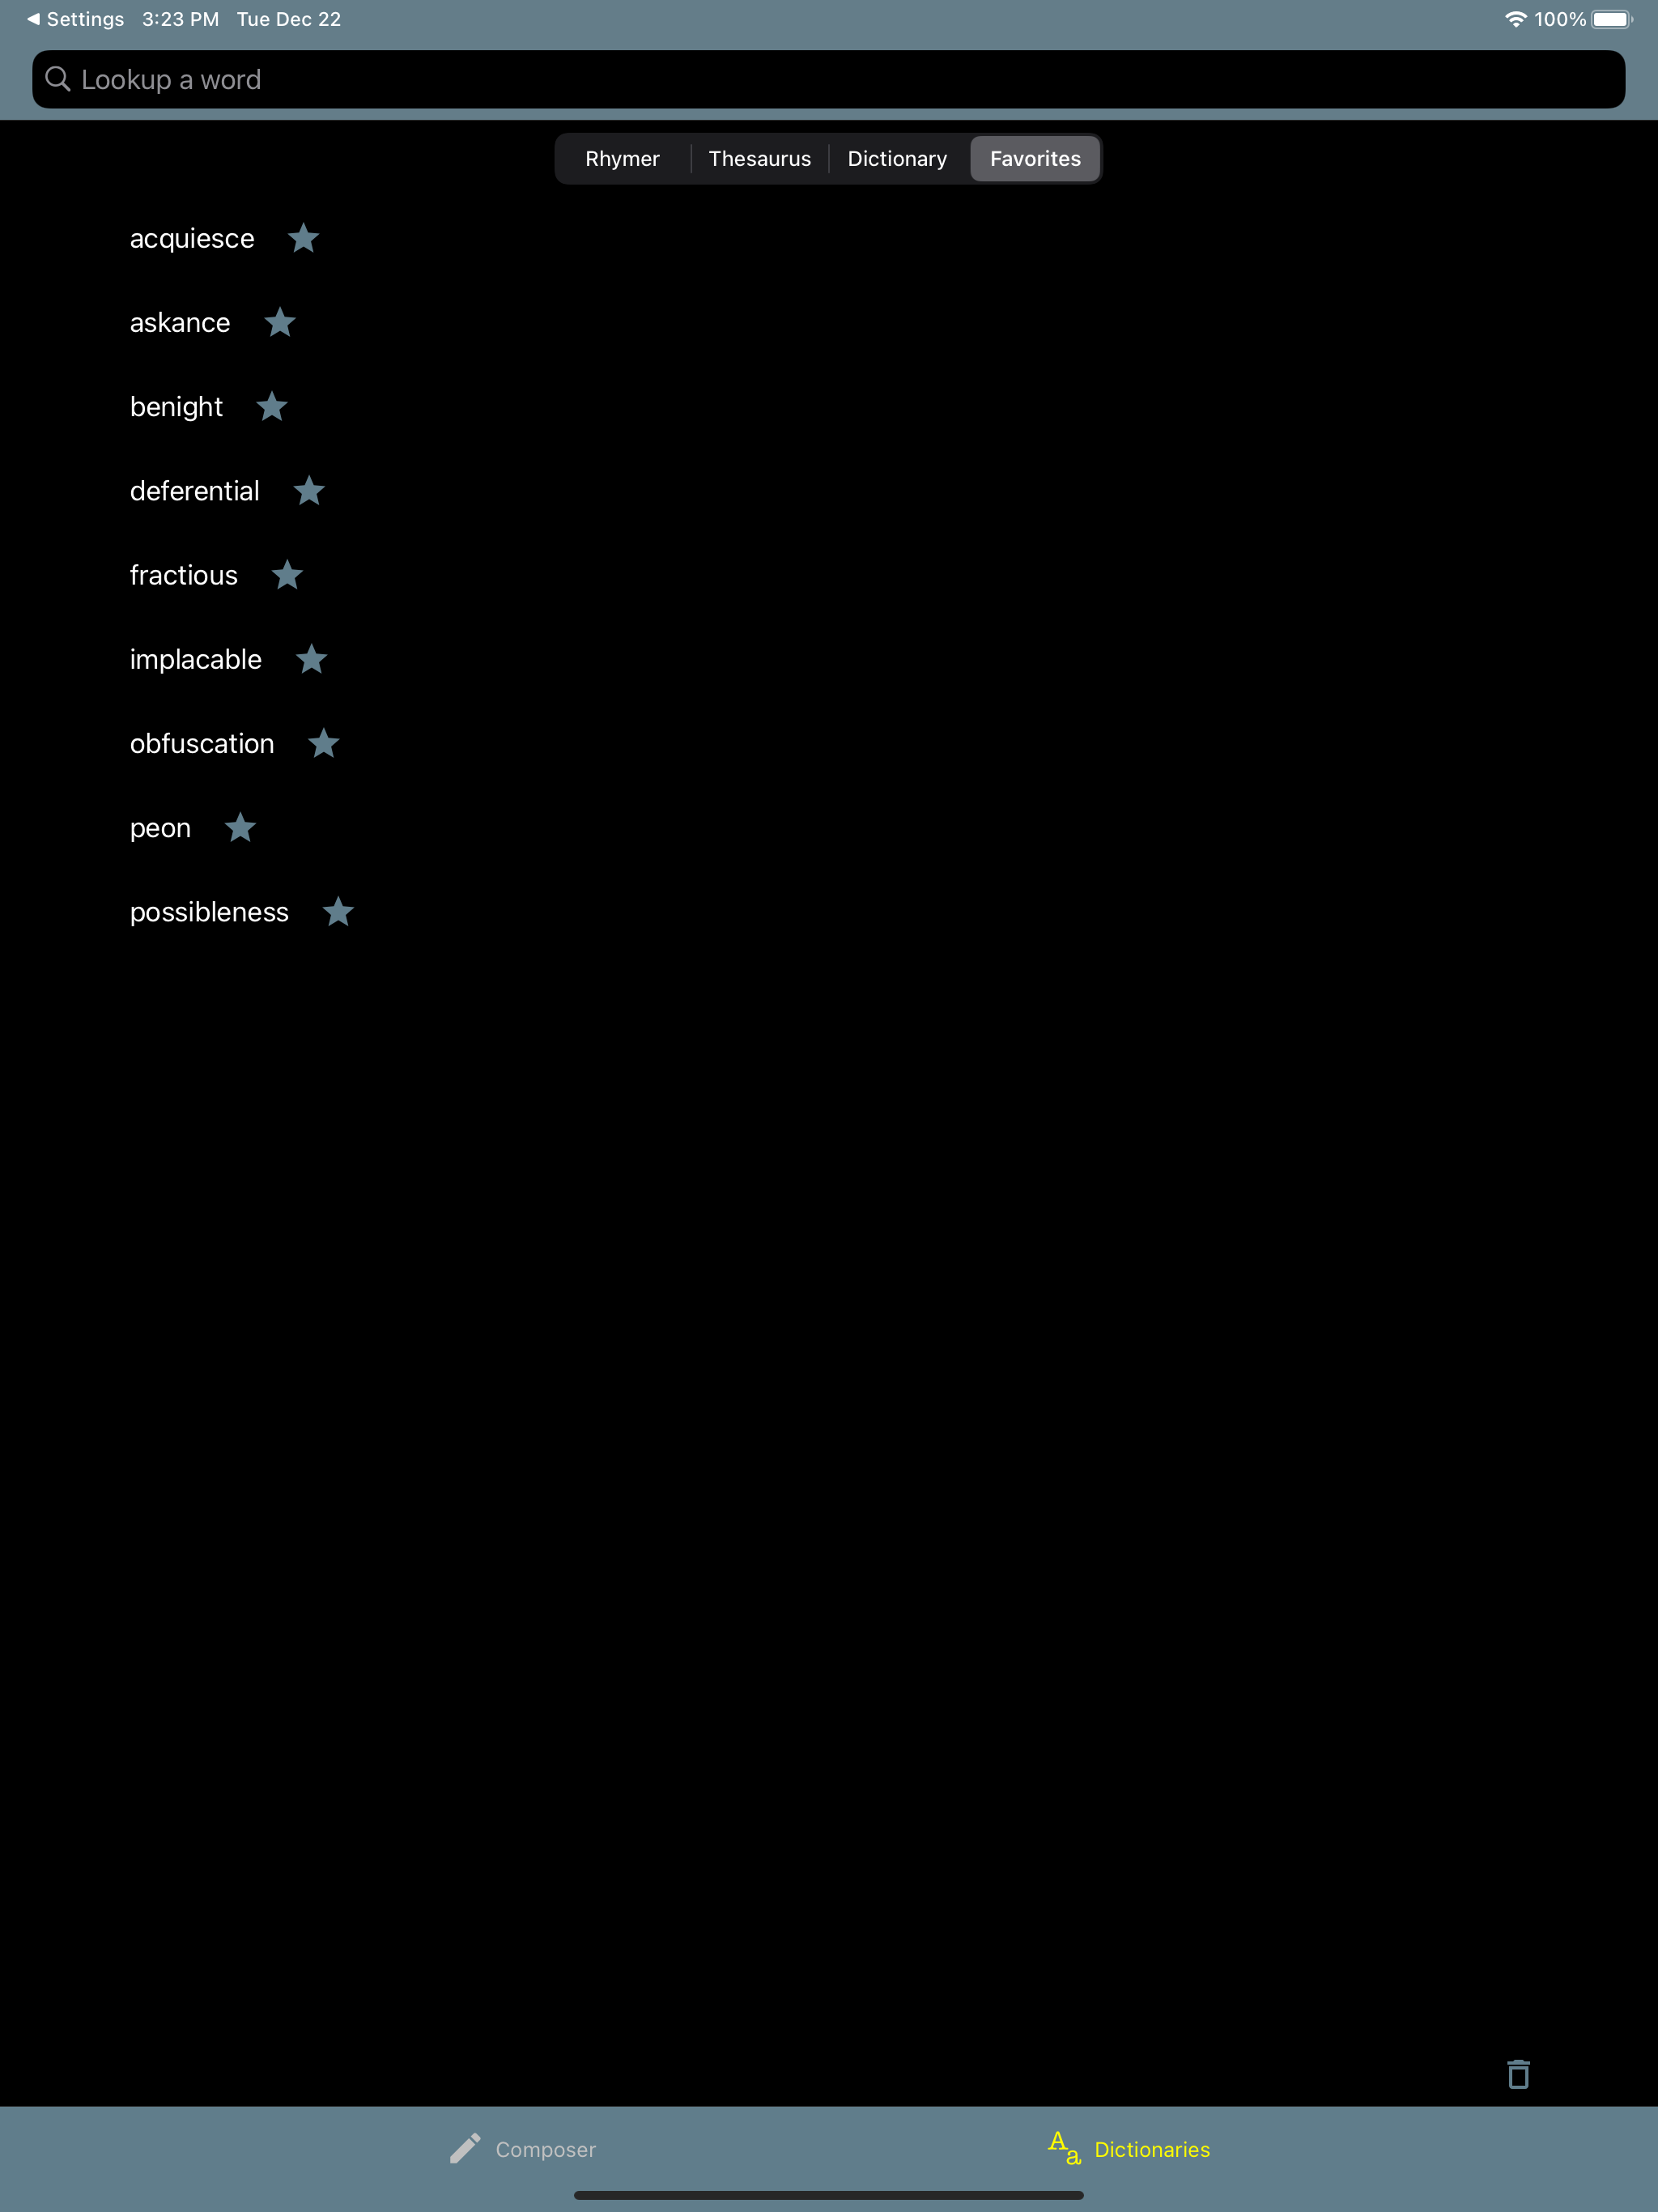 Settings 3:23 PM Tue Dec 22 100%
Lookup a word
Rhymer Thesaurus Dictionary Favorites
acquiesce
askance
benight
deferential
fractious
implacable
obfuscation
peon
possibleness
Composer Aa Dictionaries